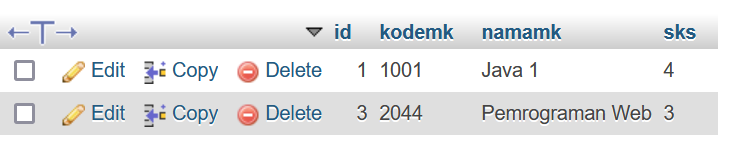 id kodemk namamk sks
Edit Copy Delete 1 1001 Java 1 4
Edit Copy Delete 3 2044 Pemrograman Web 3